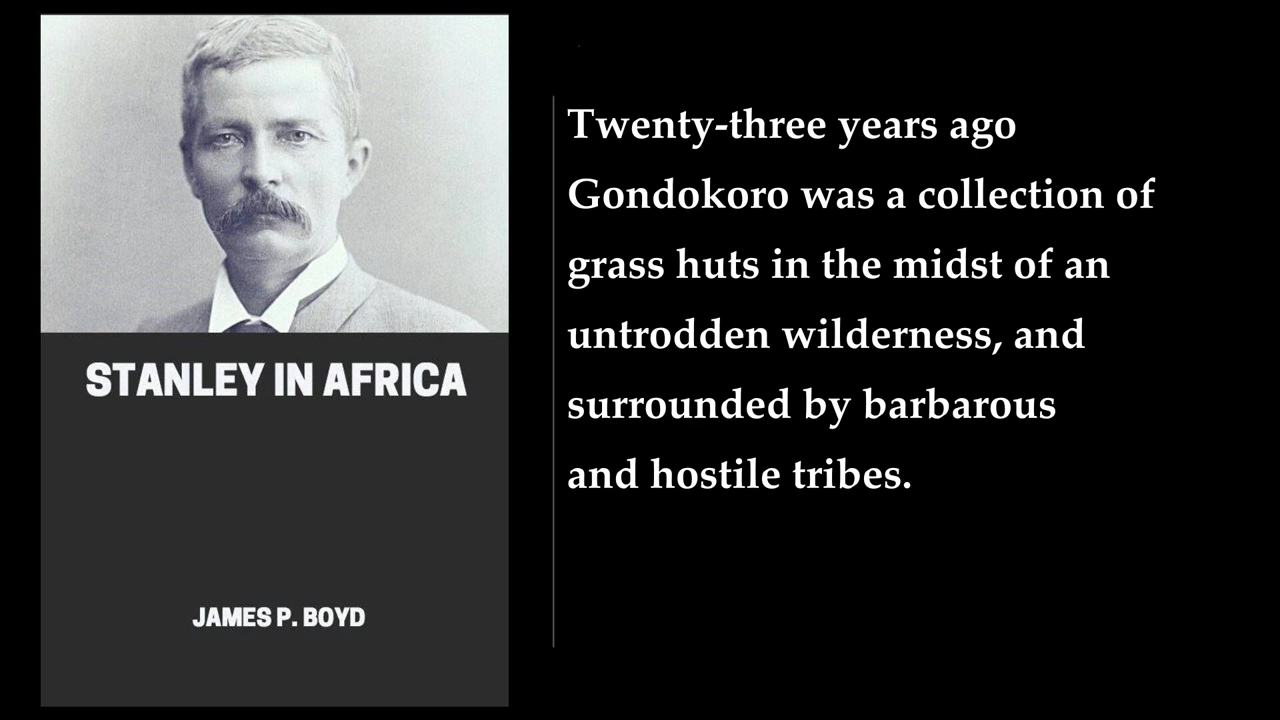 STANLEY IN AFRICA
JAMES P. BOYD
Twenty-three years ago
Gondokoro was a collection of
grass huts in the midst of an
untrodden wilderness, and
surrounded by barbarous
and hostile tribes.